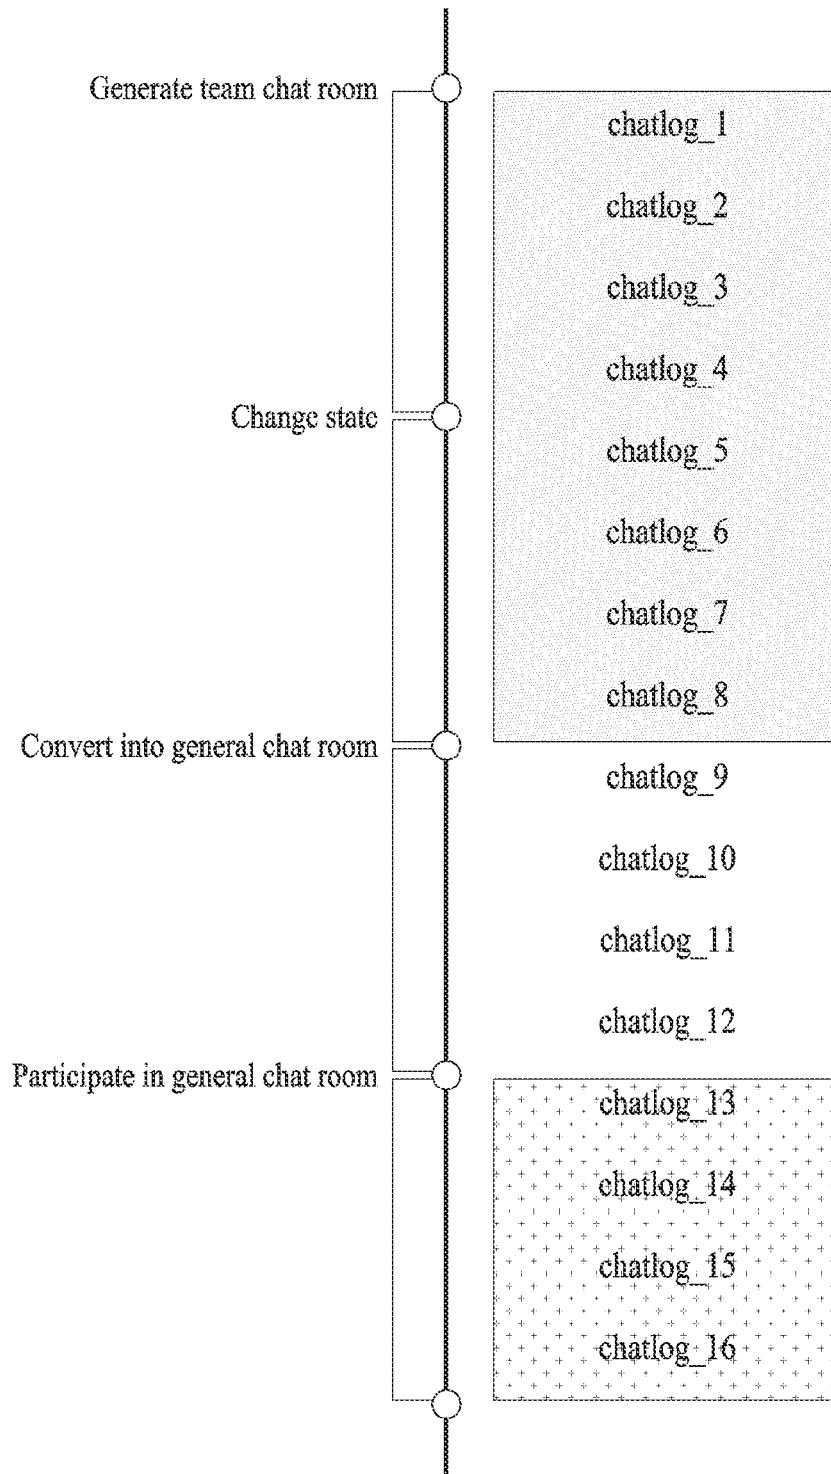 Generate team chat room
chatlog_1
chatlog_2
chatlog_3
chatlog_4
Change state
chatlog_5
chatlog_6
chatlog_7
chatlog_8
Convert into general chat room
chatlog_9
chatlog_10
chatlog_11
chatlog_12
Participate in general chat room
chatlog_13
chatlog_14
chatlog_15
chatlog_16